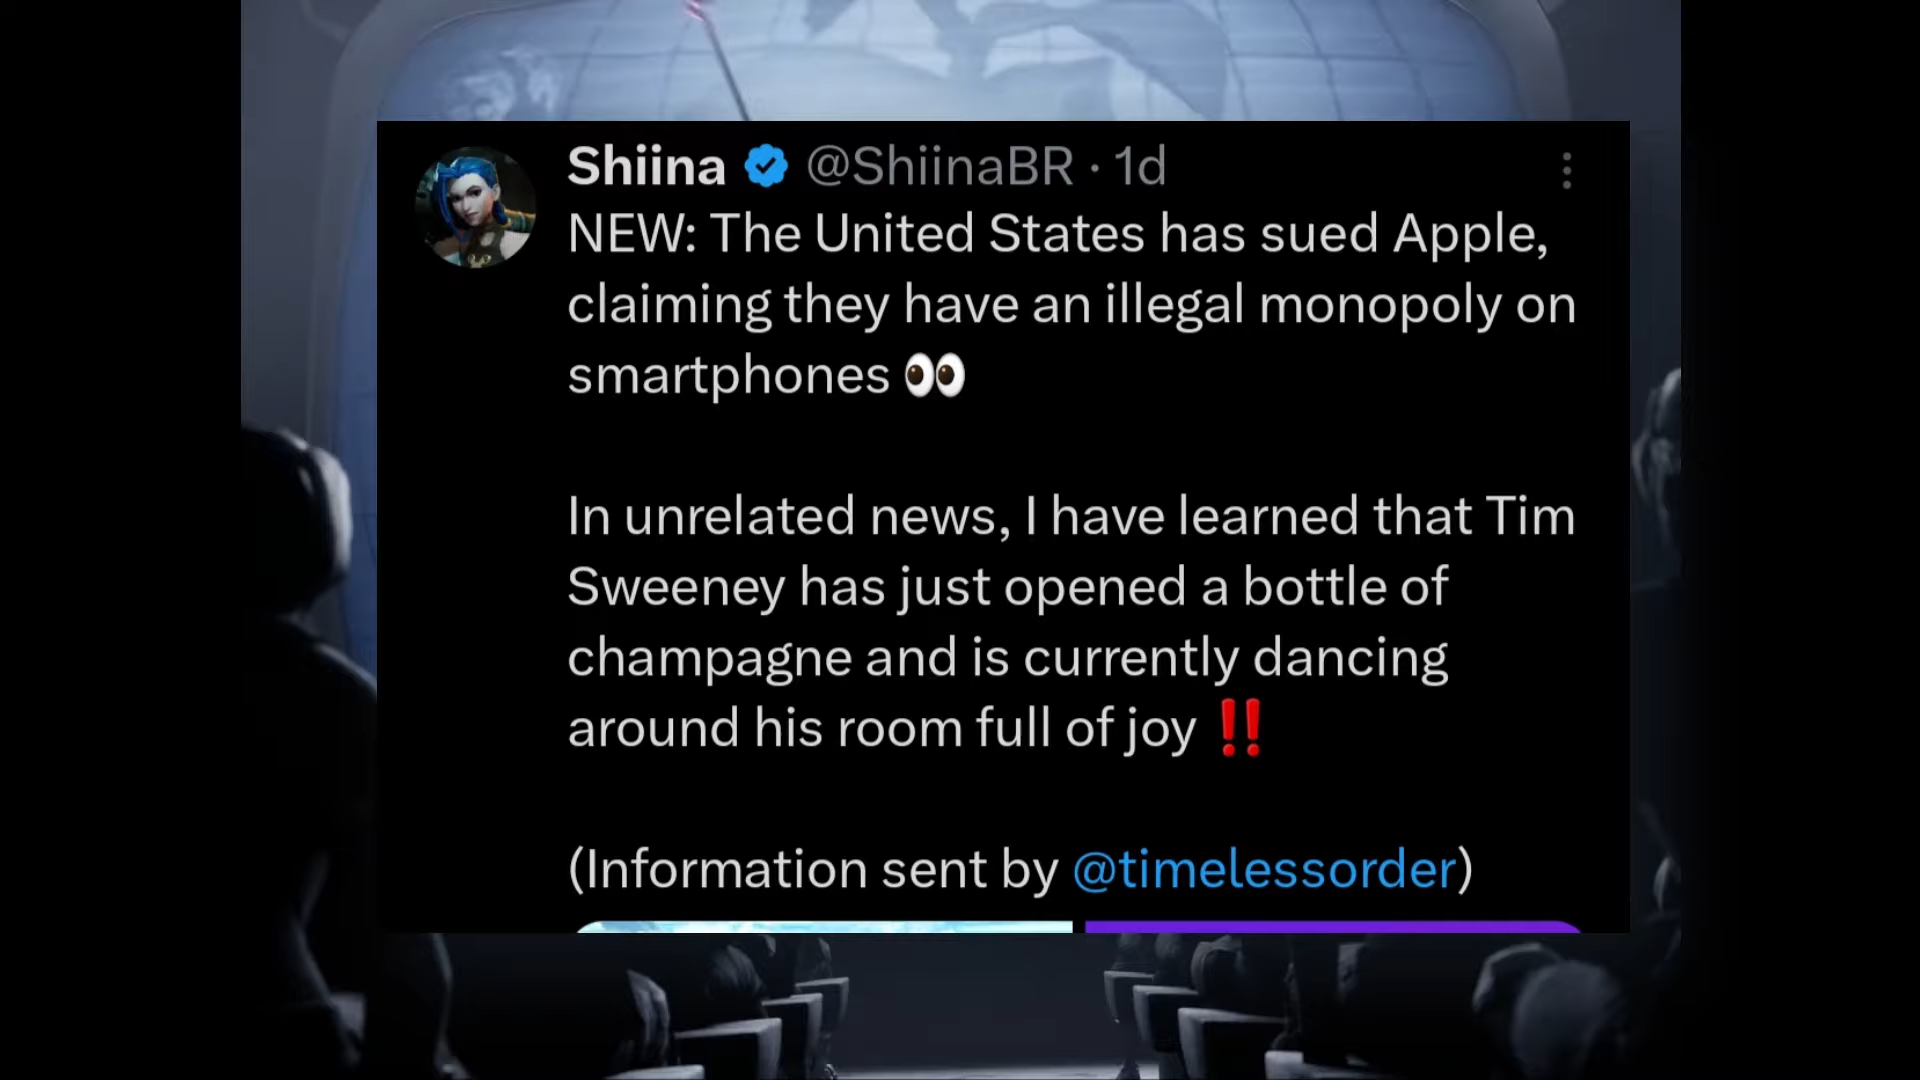 Shiina @ShiinaBR · 1d
NEW: The United States has sued Apple,
claiming they have an illegal monopoly on
smartphones 👀
In unrelated news, I have learned that Tim
Sweeney has just opened a bottle of
champagne and is currently dancing
around his room full of joy ‼️
(Information sent by @timelessorder)